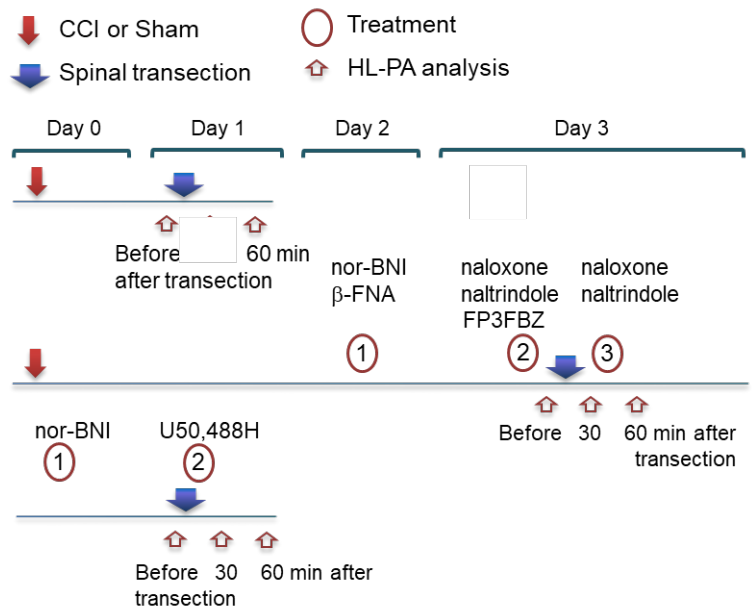 CCI or Sham
Treatment
Spinal transection
HL-PA analysis
Day 0
Day 1
Day 2
Day 3
Before
60 min
after transection
nor-BNI
β-FNA
naloxone
naltrindole
FP3FBZ
naloxone
naltrindole
1
2
3
Before 30 60 min after
transection
nor-BNI
U50,488H
1
2
Before 30 60 min after
transection